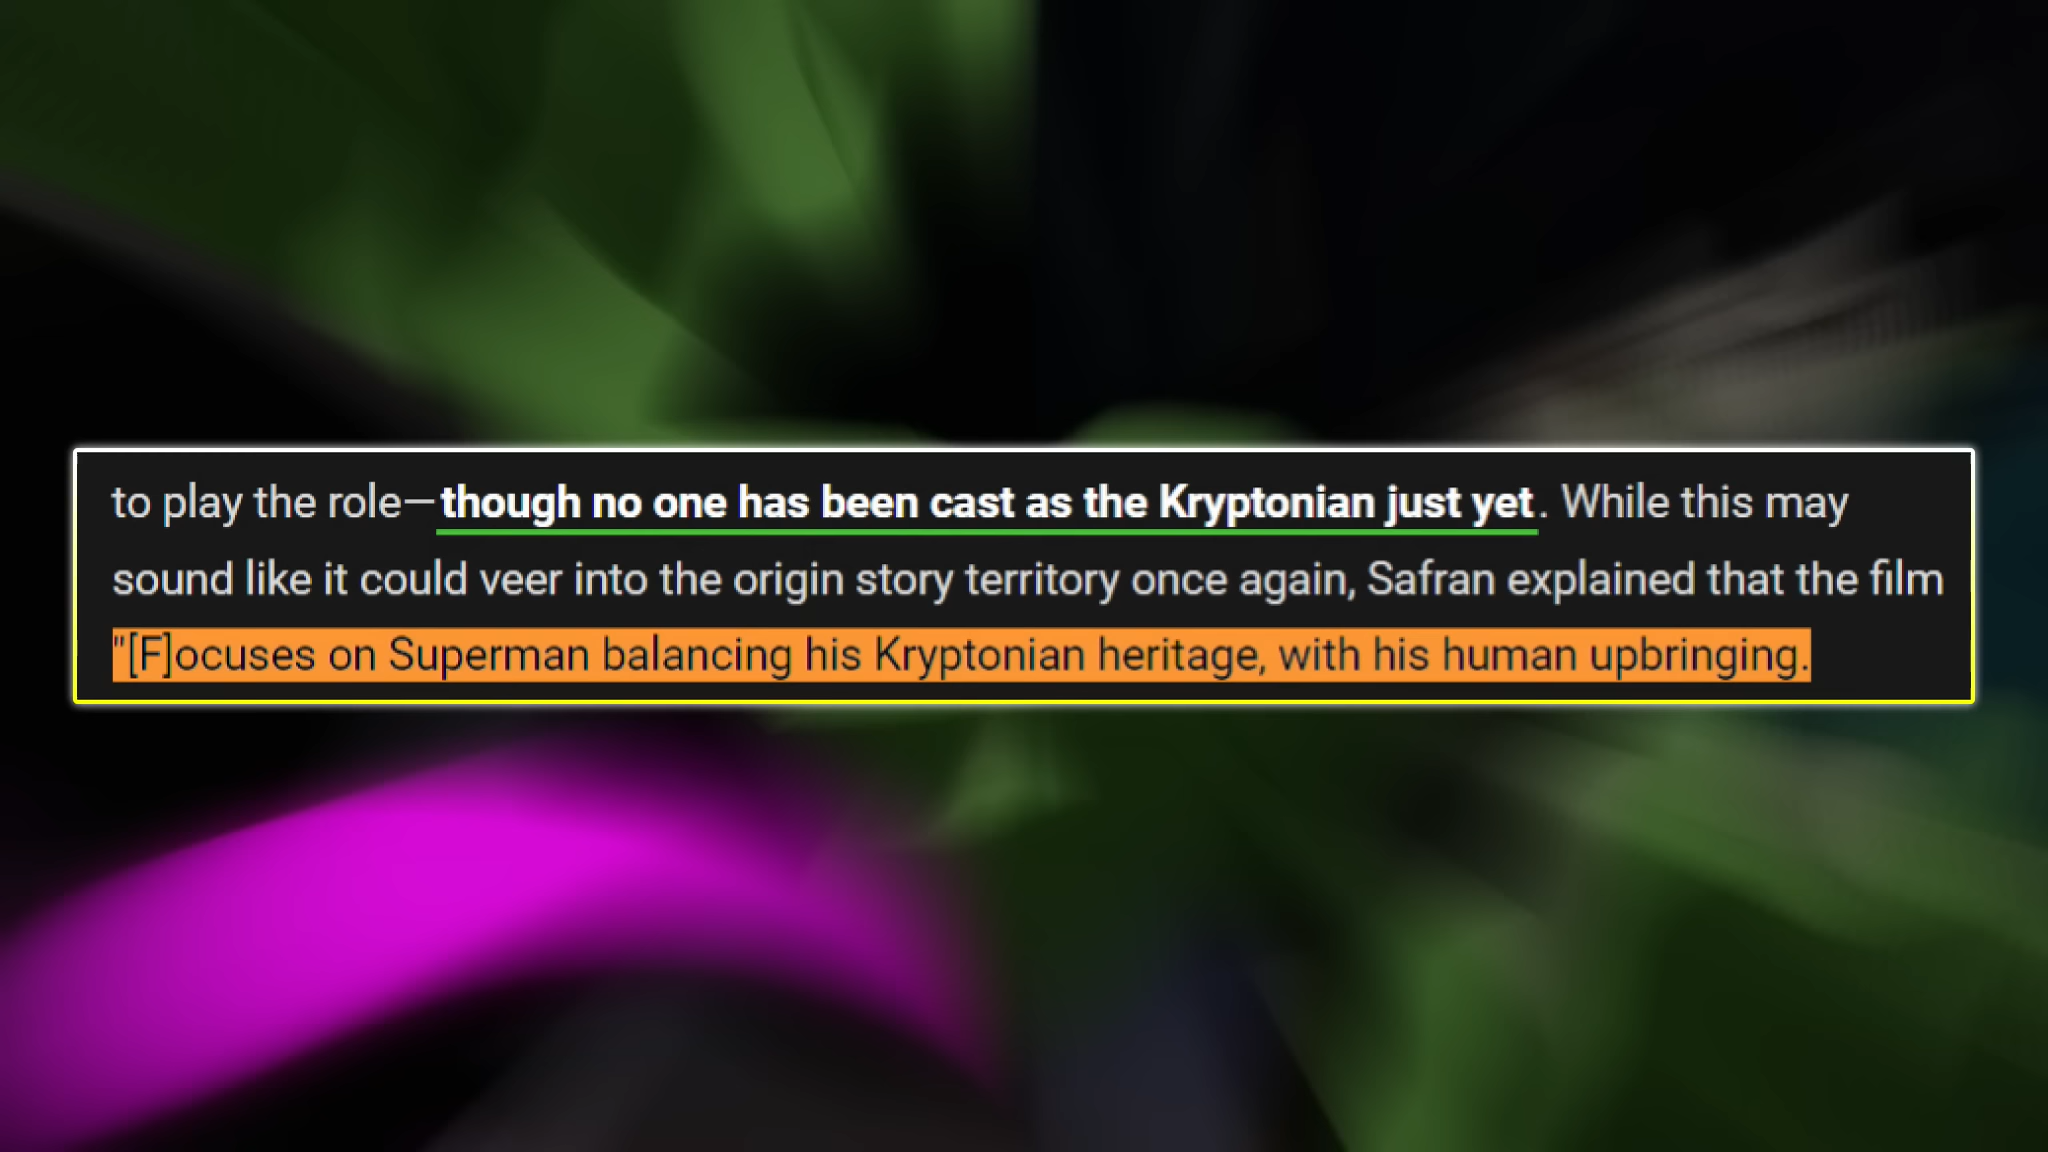 to play the role—though no one has been cast as the Kryptonian just yet. While this may
sound like it could veer into the origin story territory once again, Safran explained that the film
"[F]ocuses on Superman balancing his Kryptonian heritage, with his human upbringing.